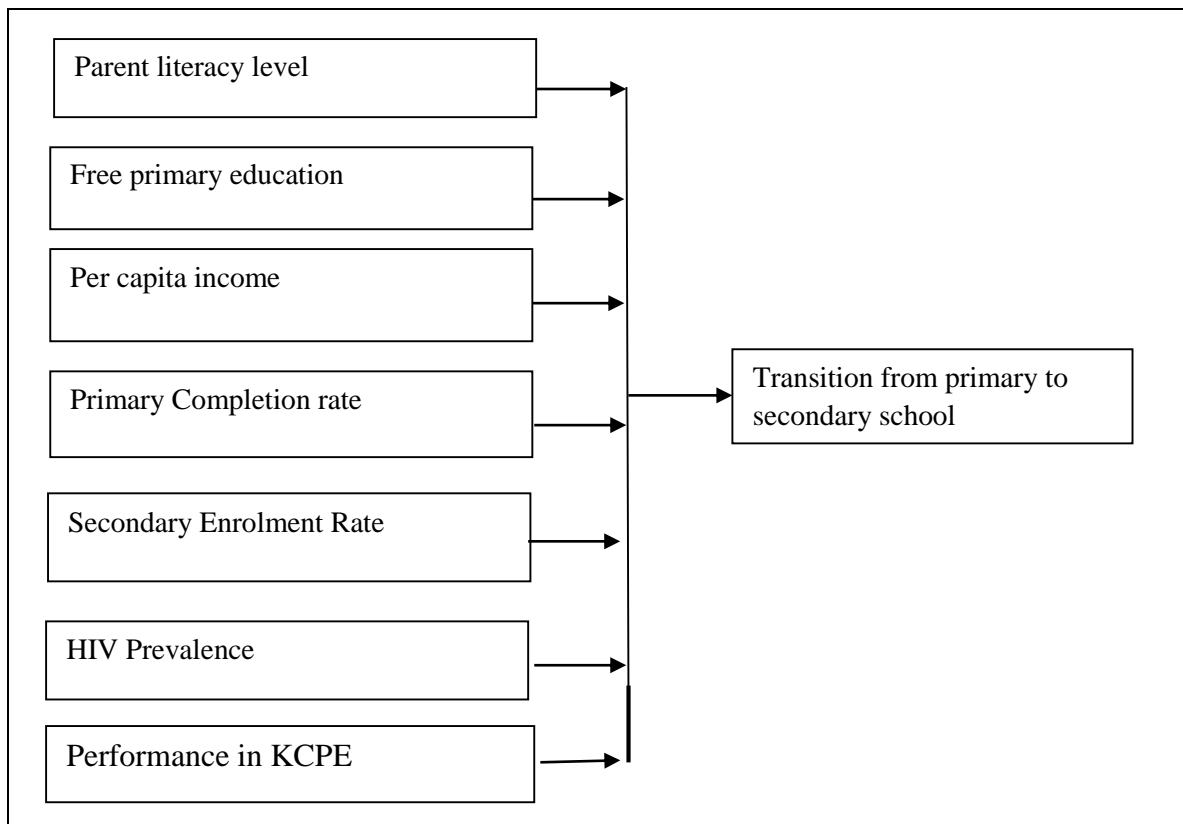 Parent literacy level
Free primary education
Per capita income
Primary Completion rate
Secondary Enrolment Rate
HIV Prevalence
Performance in KCPE
Transition from primary to
secondary school